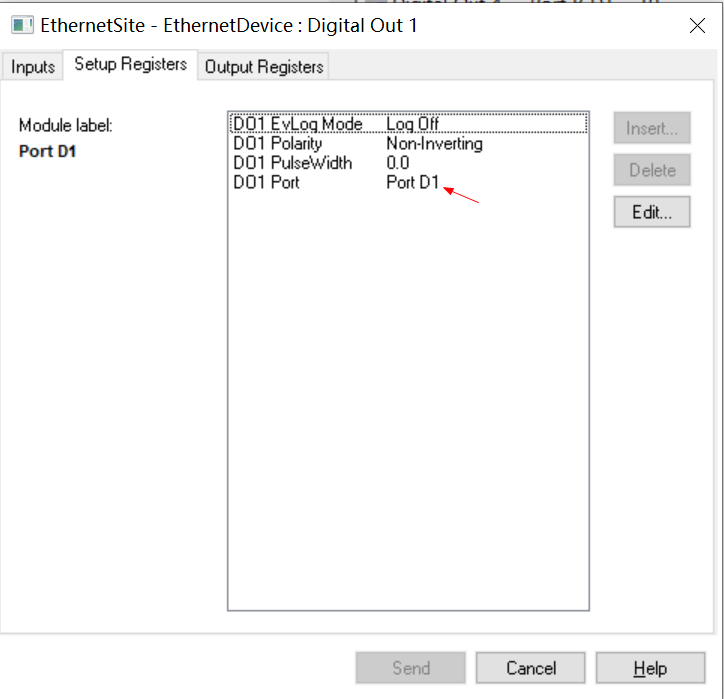 EthernetSite - EthernetDevice : Digital Out 1
Inputs
Setup Registers
Output Registers
Module label:
Port D1
DO1 EvLog Mode Log Off
DO1 Polarity Non-Inverting
DO1 PulseWidth 0.0
DO1 Port Port D1
Insert...
Delete
Edit...
Send
Cancel
Help